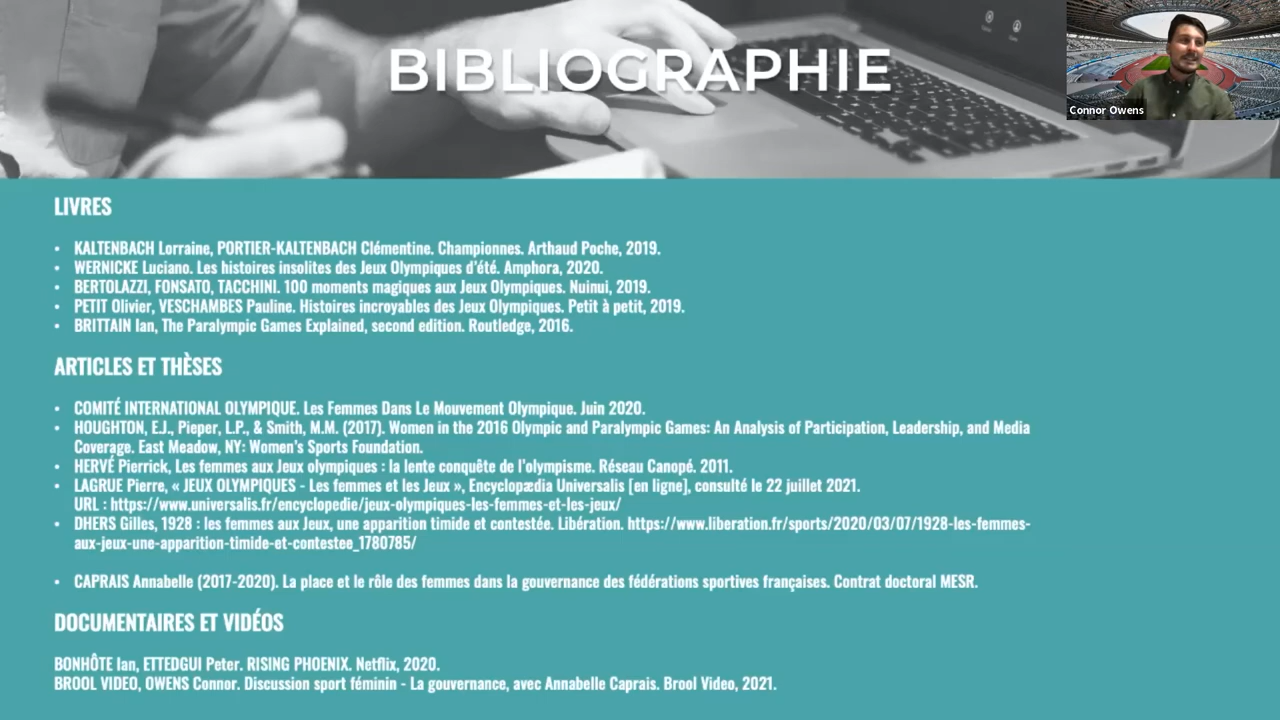 BIBLIOGRAPHIE
Connor Owens
LIVRES
• KALTENBACH Lorraine, PORTIER-KALTENBACH Clémentine. Championnes. Arthaud Poche, 2019.
• WERNICKE Luciano. Les histoires insolites des Jeux Olympiques d'été. Amphora, 2020.
• BERTOLAZZI, FONSATO, TACCHINI. 100 moments magiques aux Jeux Olympiques. Nuinui, 2019.
• PETIT Olivier, VESCHAMBES Pauline. Histoires incroyables des Jeux Olympiques. Petit à petit, 2019.
• BRITTAIN Ian, The Paralympic Games Explained, second edition. Routledge, 2016.
ARTICLES ET THÈSES
• COMITÉ INTERNATIONAL OLYMPIQUE. Les Femmes Dans Le Mouvement Olympique. Juin 2020.
• HOUGHTON, E.J., Pieper, L.P., & Smith, M.M. (2017). Women in the 2016 Olympic and Paralympic Games: An Analysis of Participation, Leadership, and Media
Coverage. East Meadow, NY: Women's Sports Foundation.
• HERVÉ Pierrick, Les femmes aux Jeux olympiques : la lente conquête de l'olympisme. Réseau Canopé. 2011.
• LAGRUE Pierre, « JEUX OLYMPIQUES - Les femmes et les Jeux », Encyclopædia Universalis [en ligne], consulté le 22 juillet 2021.
URL : https://www.universalis.fr/encyclopedie/jeux-olympiques-les-femmes-et-les-jeux/
• DHERS Gilles, 1928 : les femmes aux Jeux, une apparition timide et contestée. Libération. https://www.liberation.fr/sports/2020/03/07/1928-les-femmes-
aux-jeux-une-apparition-timide-et-contestee_1780785/
• CAPRAIS Annabelle (2017-2020). La place et le rôle des femmes dans la gouvernance des fédérations sportives françaises. Contrat doctoral MESR.
DOCUMENTAIRES ET VIDÉOS
BONHÔTE Ian, ETTEDGUI Peter. RISING PHOENIX. Netflix, 2020.
BROOL VIDEO, OWENS Connor. Discussion sport féminin - La gouvernance, avec Annabelle Caprais. Brool Video, 2021.